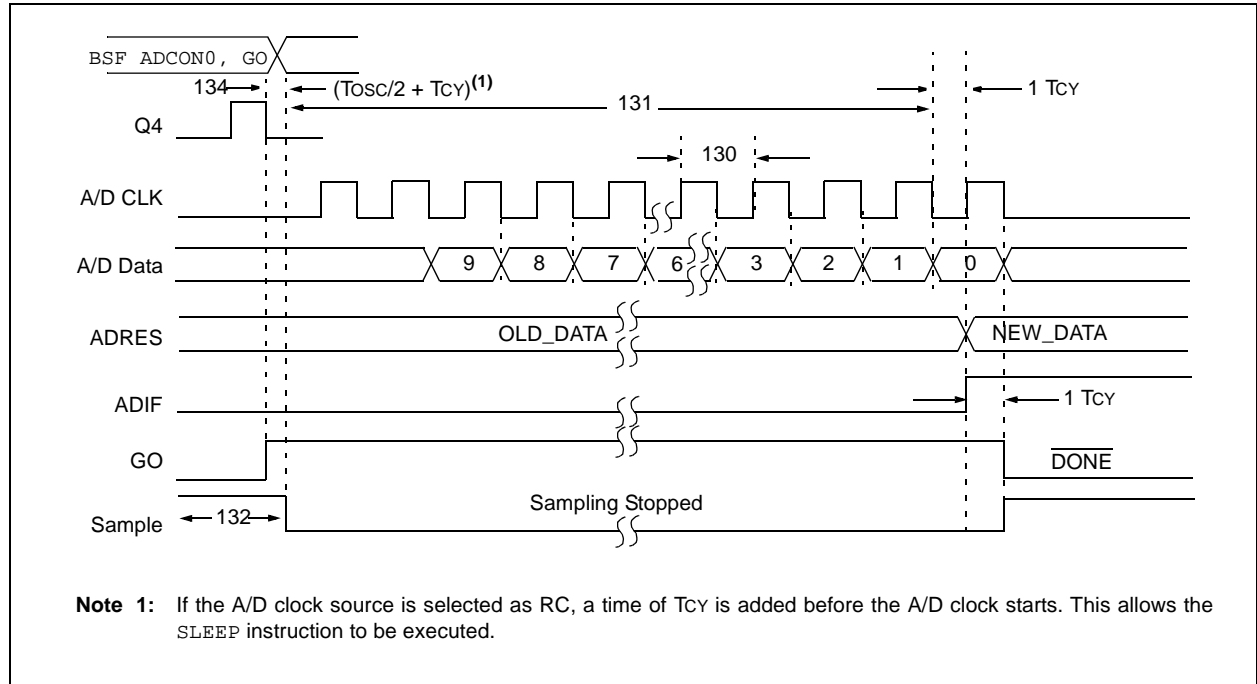 BSF ADCON0, GO
134
(TOSC/2 + TCY)(1)
1 TCY
131
Q4
130
A/D CLK
A/D Data
9 8 7 6 3 2 1 0
ADRES
OLD_DATA
NEW_DATA
ADIF
1 TCY
GO
DONE
Sampling Stopped
Sample
132
Note 1: If the A/D clock source is selected as RC, a time of TCY is added before the A/D clock starts. This allows the
SLEEP instruction to be executed.